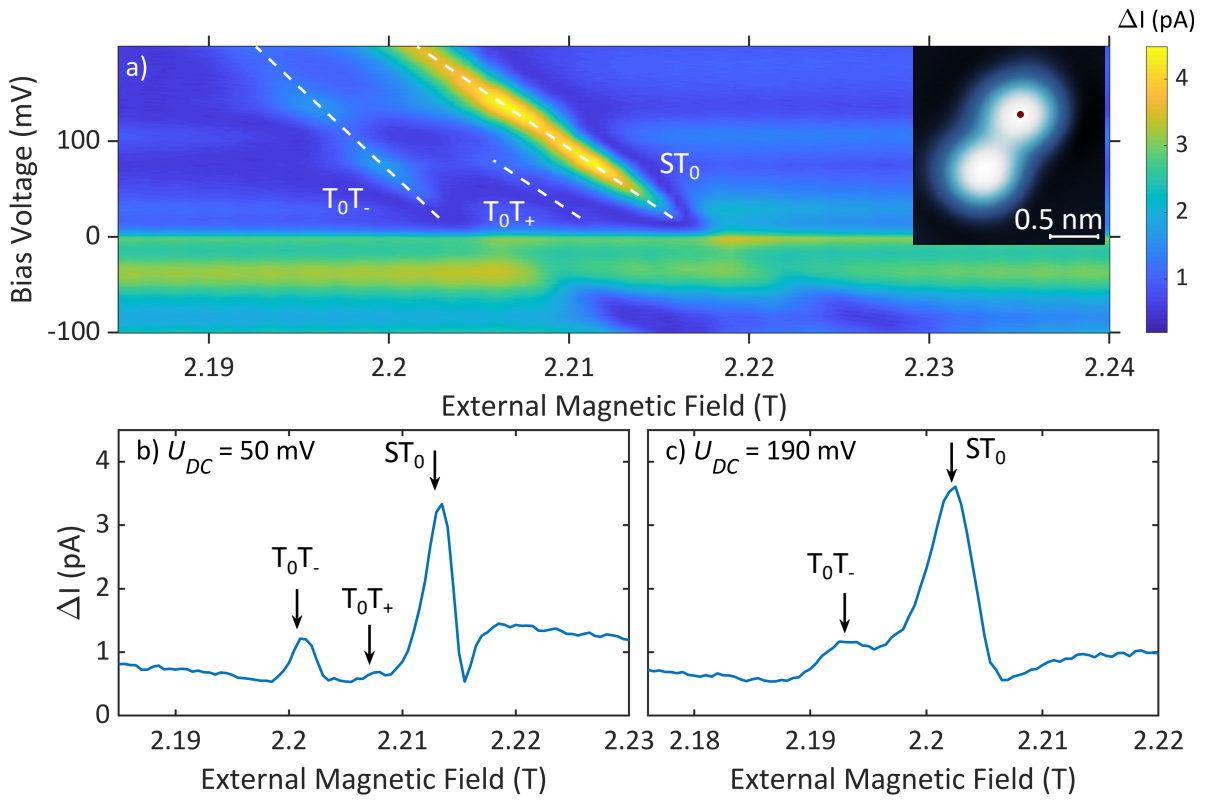 ΔI (pA)
a)
Bias Voltage (mV)
100
0
-100
T₀T₋
T₀T₊
ST₀
0.5 nm
4
3
2
1
2.19
2.2
2.21
2.22
2.23
2.24
External Magnetic Field (T)
b) U_DC = 50 mV
ST₀
T₀T₋
T₀T₊
ΔI (pA)
4
3
2
1
0
2.19
2.2
2.21
2.22
2.23
External Magnetic Field (T)
c) U_DC = 190 mV
ST₀
T₀T₋
2.18
2.19
2.2
2.21
2.22
External Magnetic Field (T)